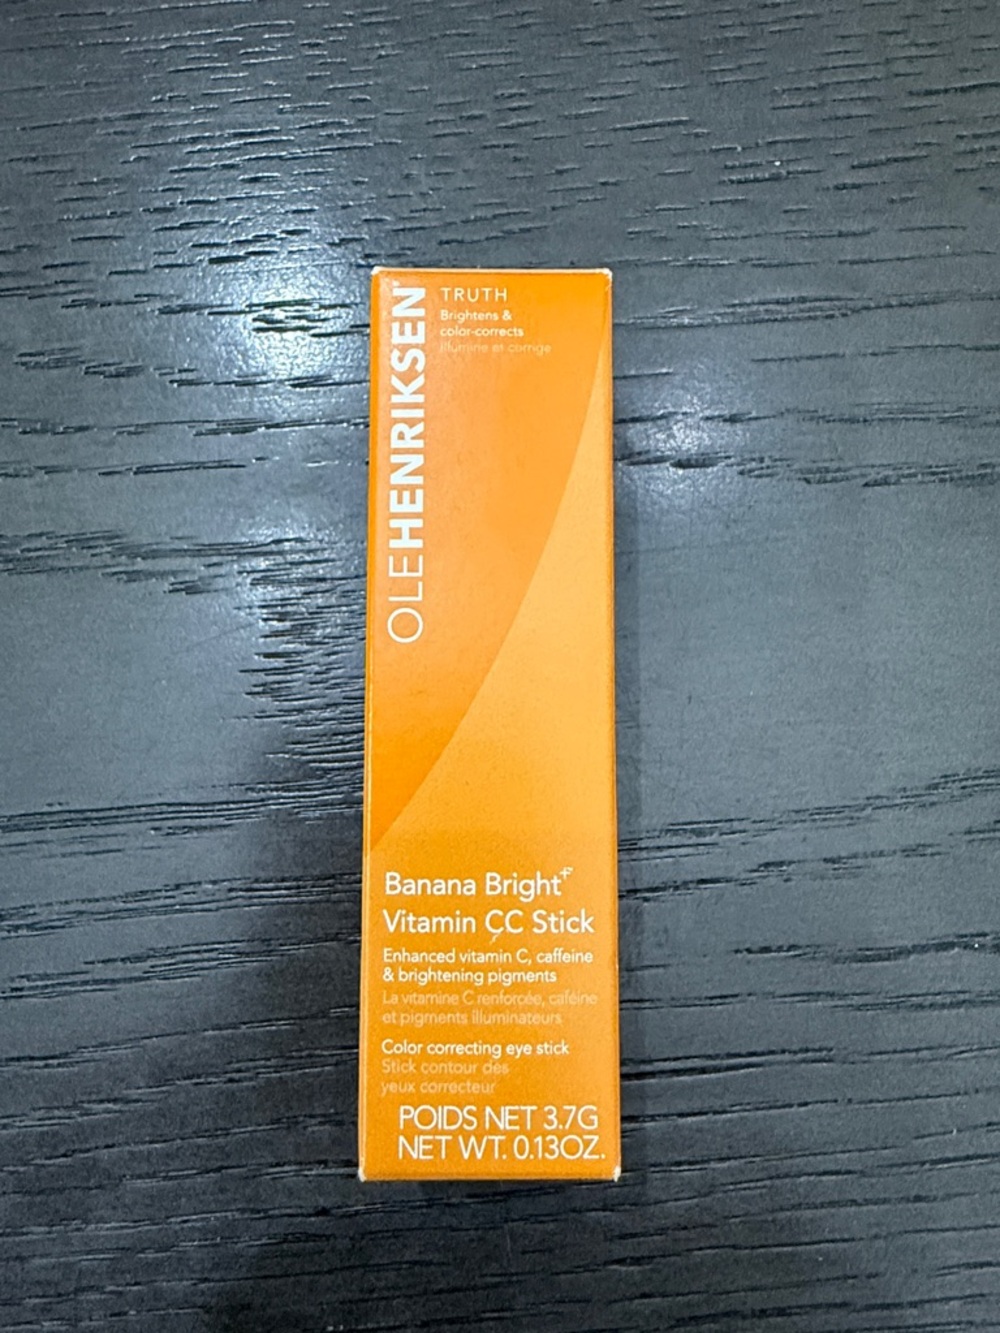 OLEHENRIKSEN
TRUTH
Brightens &
color-corrects
Illumine et corrige
Banana Bright+
Vitamin CC Stick
Enhanced vitamin C, caffeine
& brightening pigments
La vitamine C renforcée, caféine
et pigments illuminateurs
Color correcting eye stick
Stick contour des
yeux correcteur
POIDS NET 3.7G
NET WT. 0.13OZ.